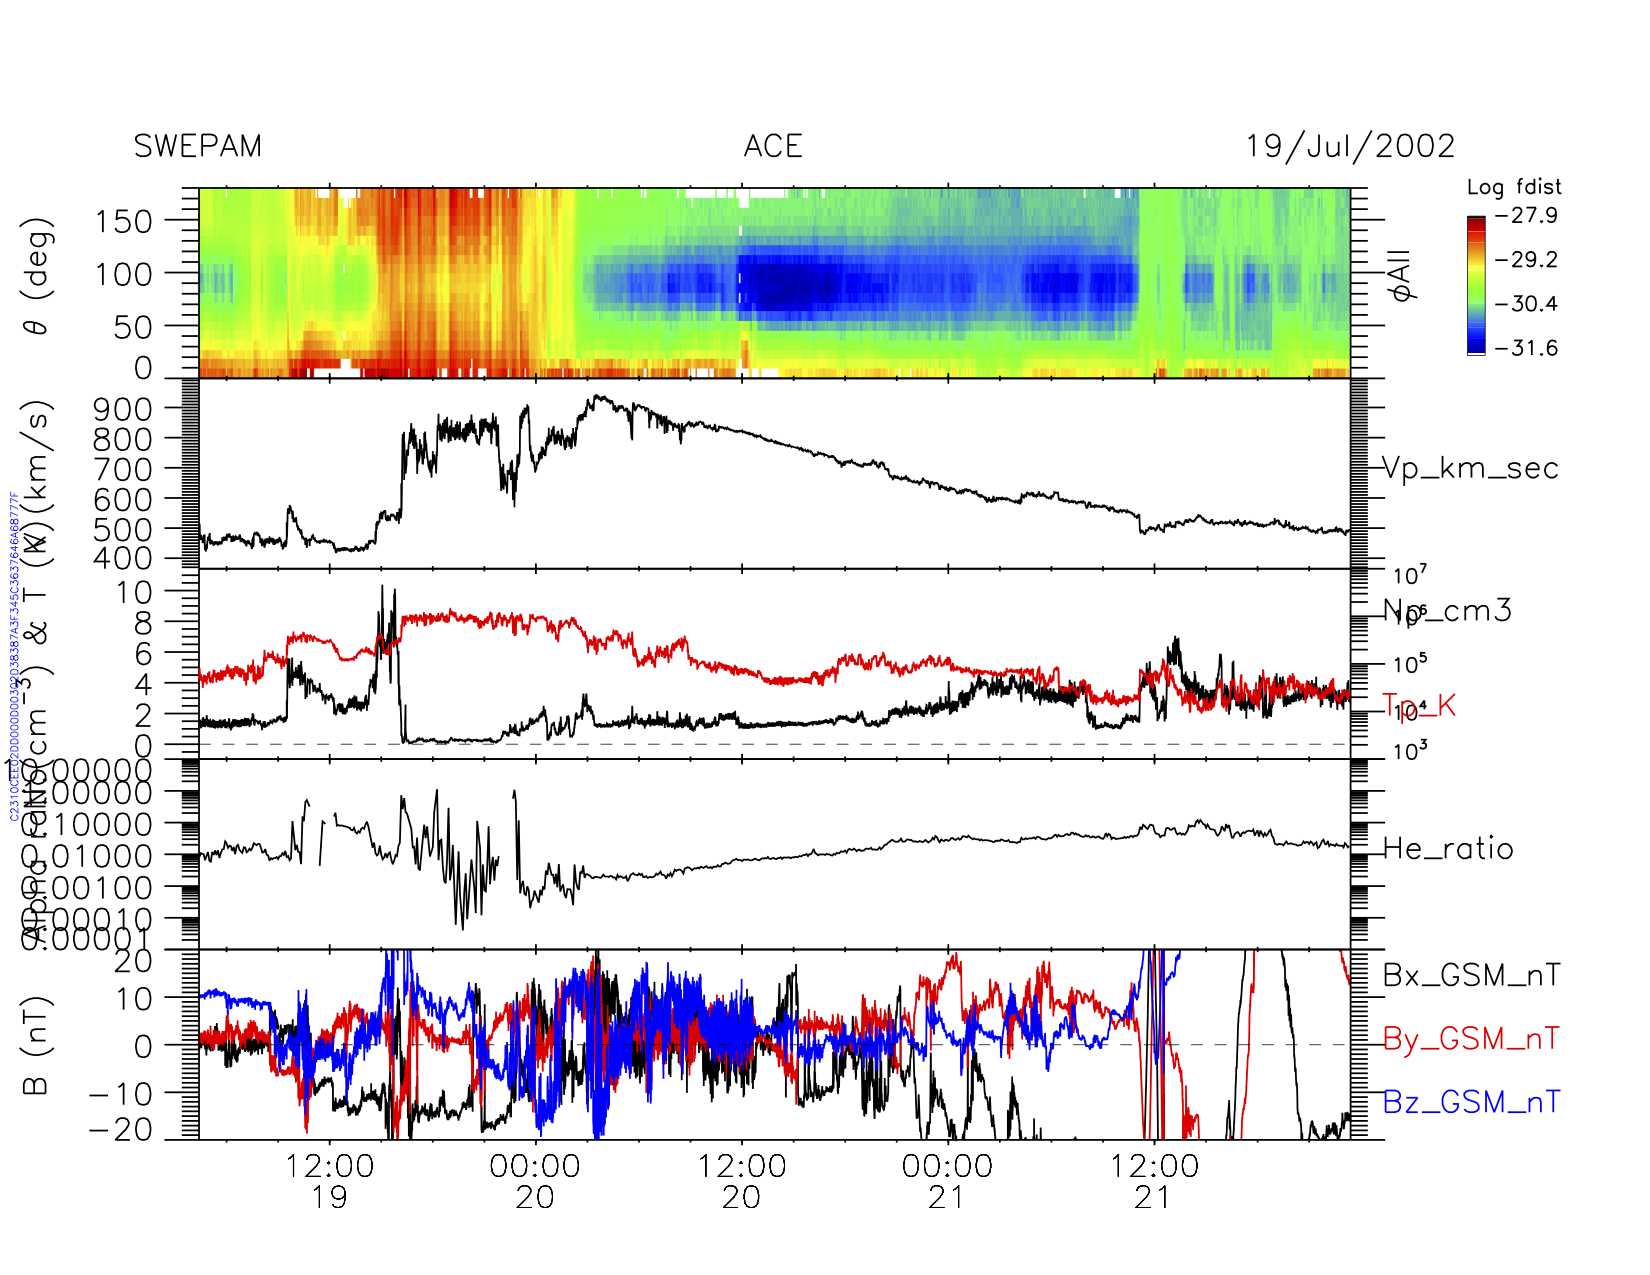 SWEPAM ACE 19/Jul/2002
Log fdist
−27.9
−29.2
−30.4
−31.6
θ (deg)
150
100
50
0
ϕAll
(km/s)
900
800
700
600
500
400
Vp_km_sec
& T (K)
10
8
6
4
2
0
10⁷
10⁶
10⁵
10⁴
10³
Np_cm3
Tp_K
He_ratio
B (nT)
20
10
0
−10
−20
Bx_GSM_nT
By_GSM_nT
Bz_GSM_nT
12:00 00:00 12:00 00:00 12:00
19 20 20 21 21